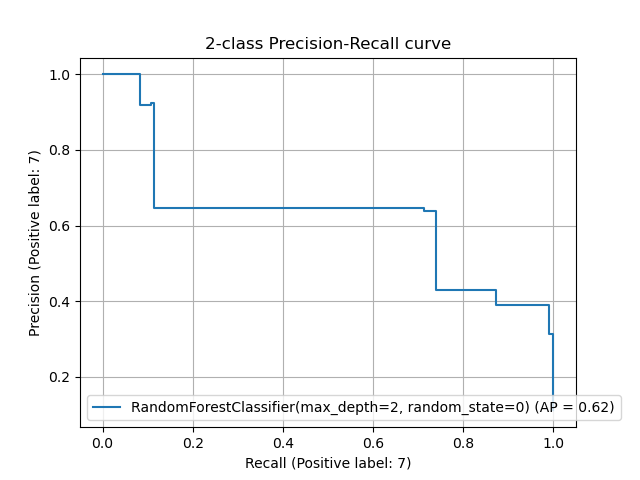 2-class Precision-Recall curve
1.0
0.8
0.6
0.4
0.2
Precision (Positive label: 7)
RandomForestClassifier(max_depth=2, random_state=0) (AP = 0.62)
0.0 0.2 0.4 0.6 0.8 1.0
Recall (Positive label: 7)